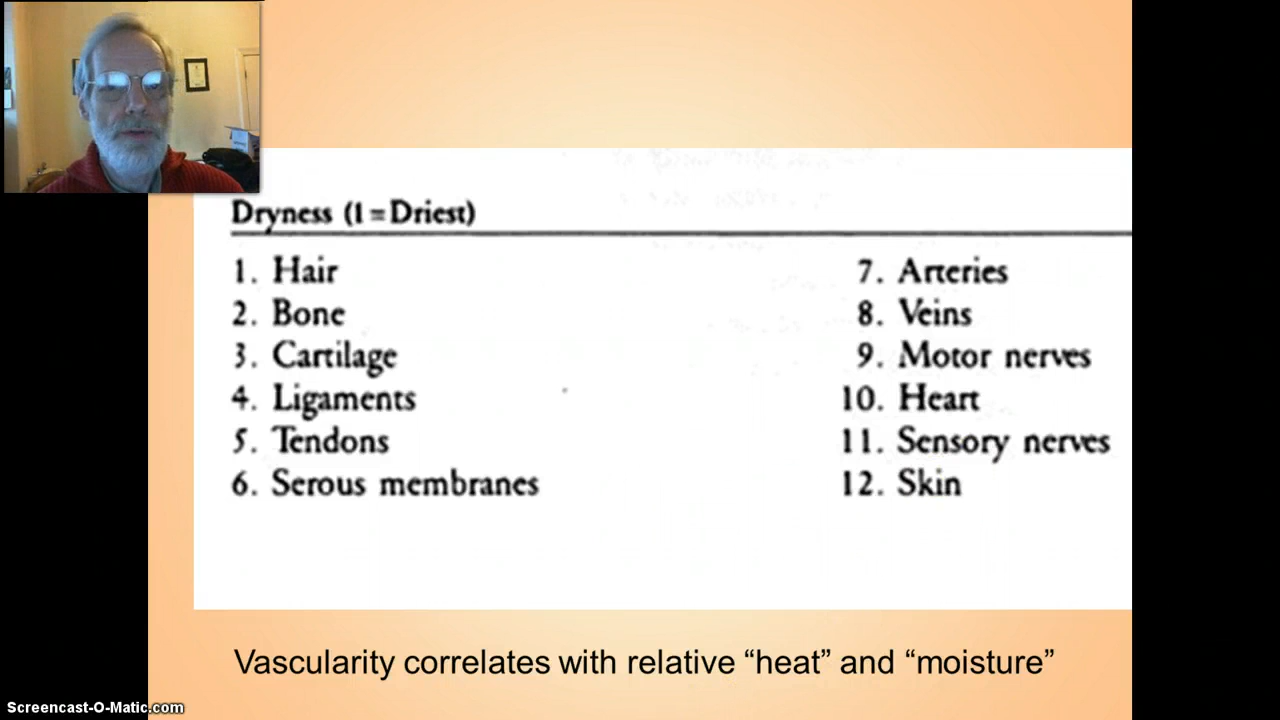 Dryness (1 = Driest)
1. Hair
2. Bone
3. Cartilage
4. Ligaments
5. Tendons
6. Serous membranes
7. Arteries
8. Veins
9. Motor nerves
10. Heart
11. Sensory nerves
12. Skin
Vascularity correlates with relative “heat” and “moisture”
Screencast-O-Matic.com